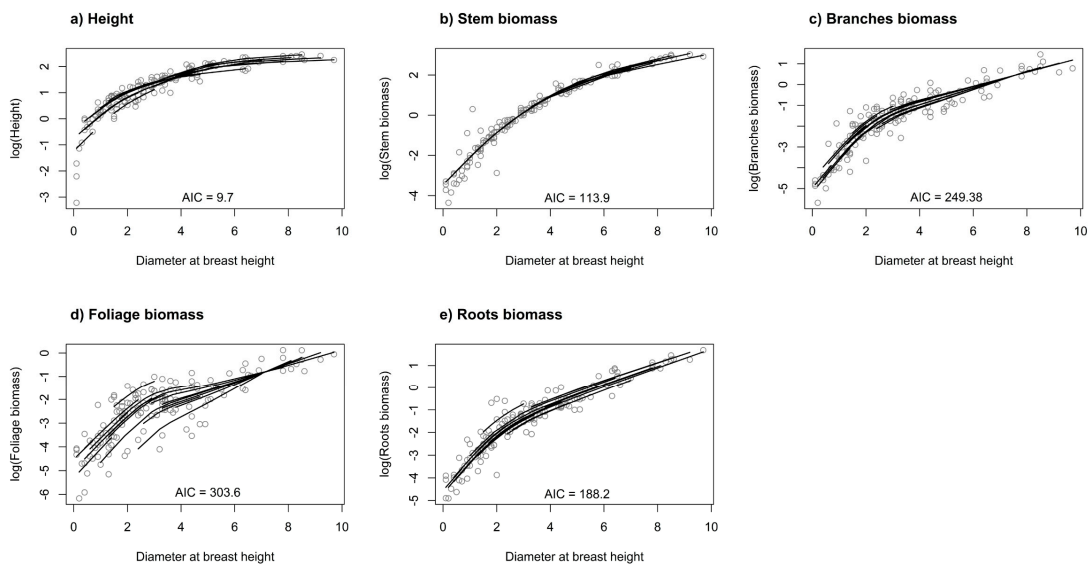 a) Height
b) Stem biomass
c) Branches biomass
log(Height)
2
1
0
-1
-2
-3
AIC = 9.7
0 2 4 6 8 10
Diameter at breast height
log(Stem biomass)
2
0
-2
-4
AIC = 113.9
0 2 4 6 8 10
Diameter at breast height
log(Branches biomass)
1
-1
-3
-5
AIC = 249.38
0 2 4 6 8 10
Diameter at breast height
d) Foliage biomass
e) Roots biomass
log(Foliage biomass)
0
-1
-2
-3
-4
-5
-6
AIC = 303.6
0 2 4 6 8 10
Diameter at breast height
log(Roots biomass)
1
0
-1
-2
-3
-4
-5
AIC = 188.2
0 2 4 6 8 10
Diameter at breast height